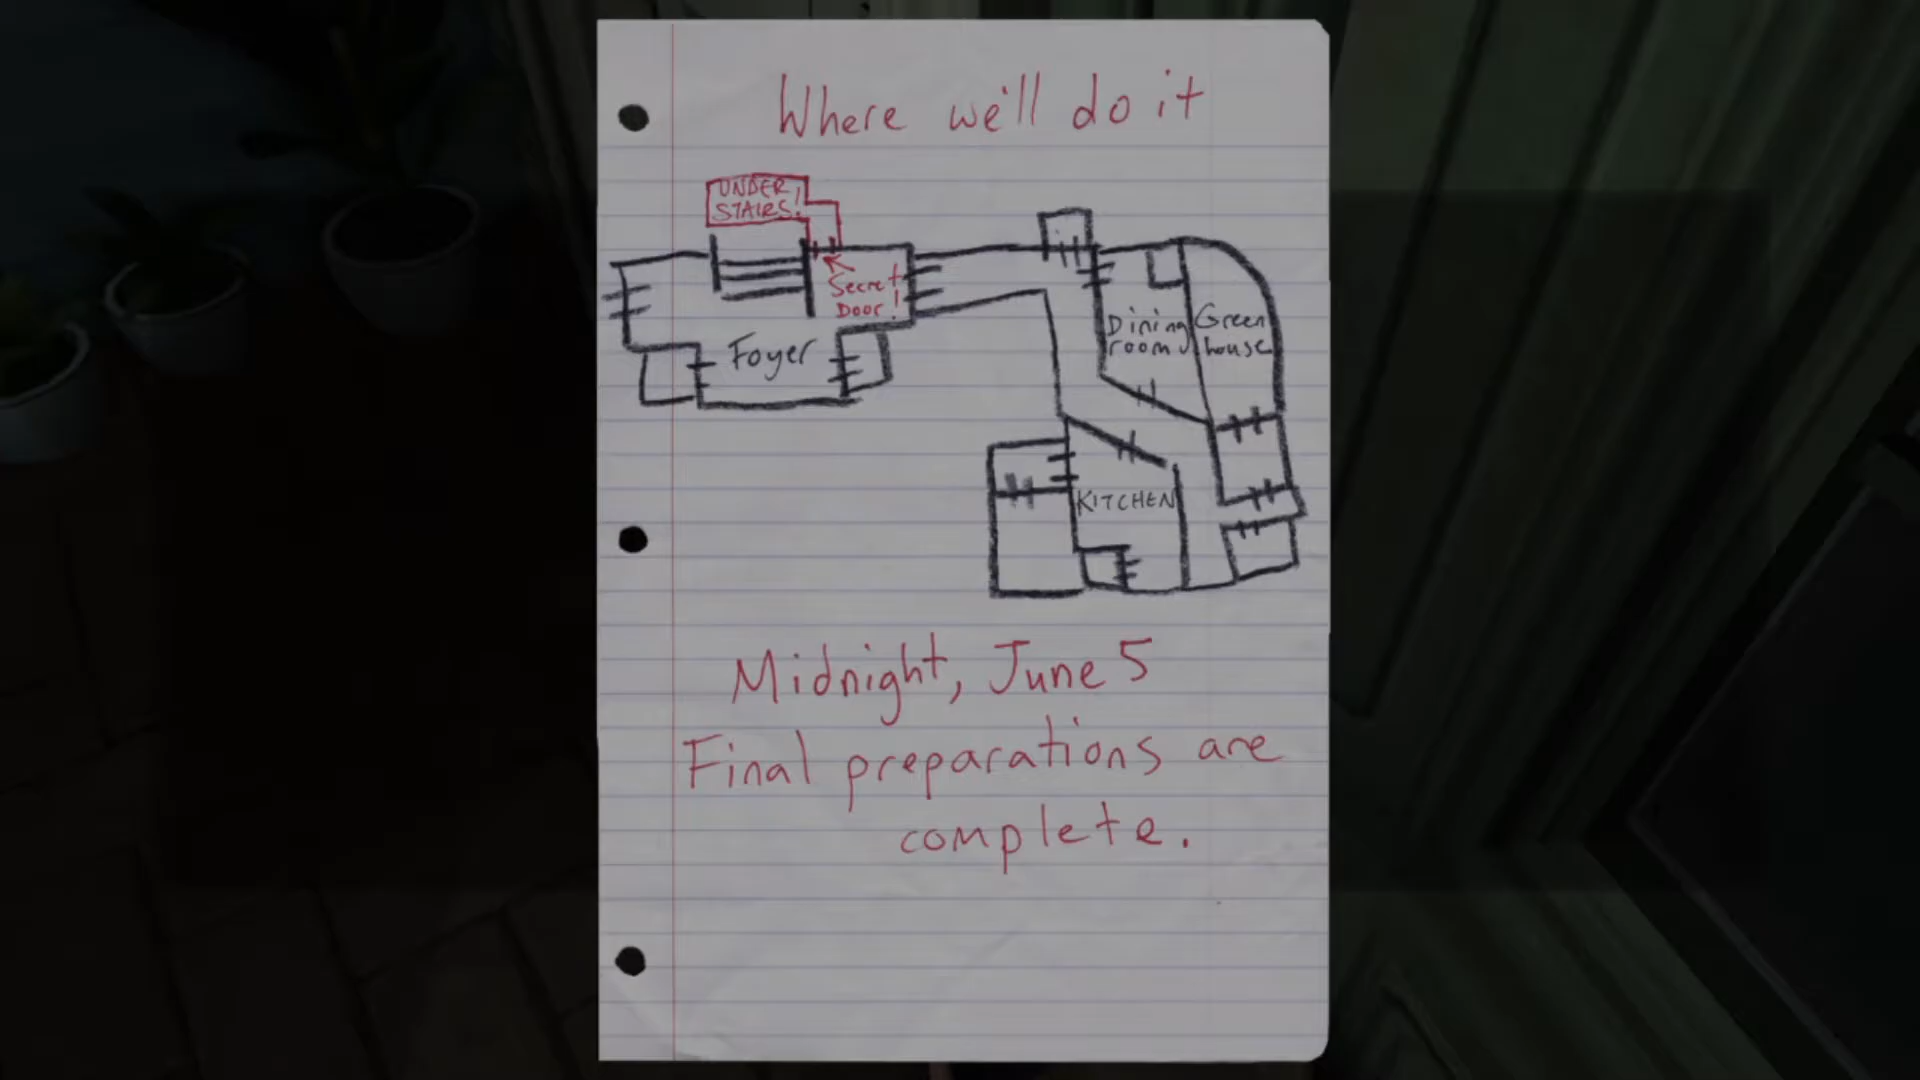 Where we'll do it
UNDER
STAIRS!
Secret
Door!
Foyer
Dining
room
Green
house
KITCHEN
Midnight, June 5
Final preparations are
complete.